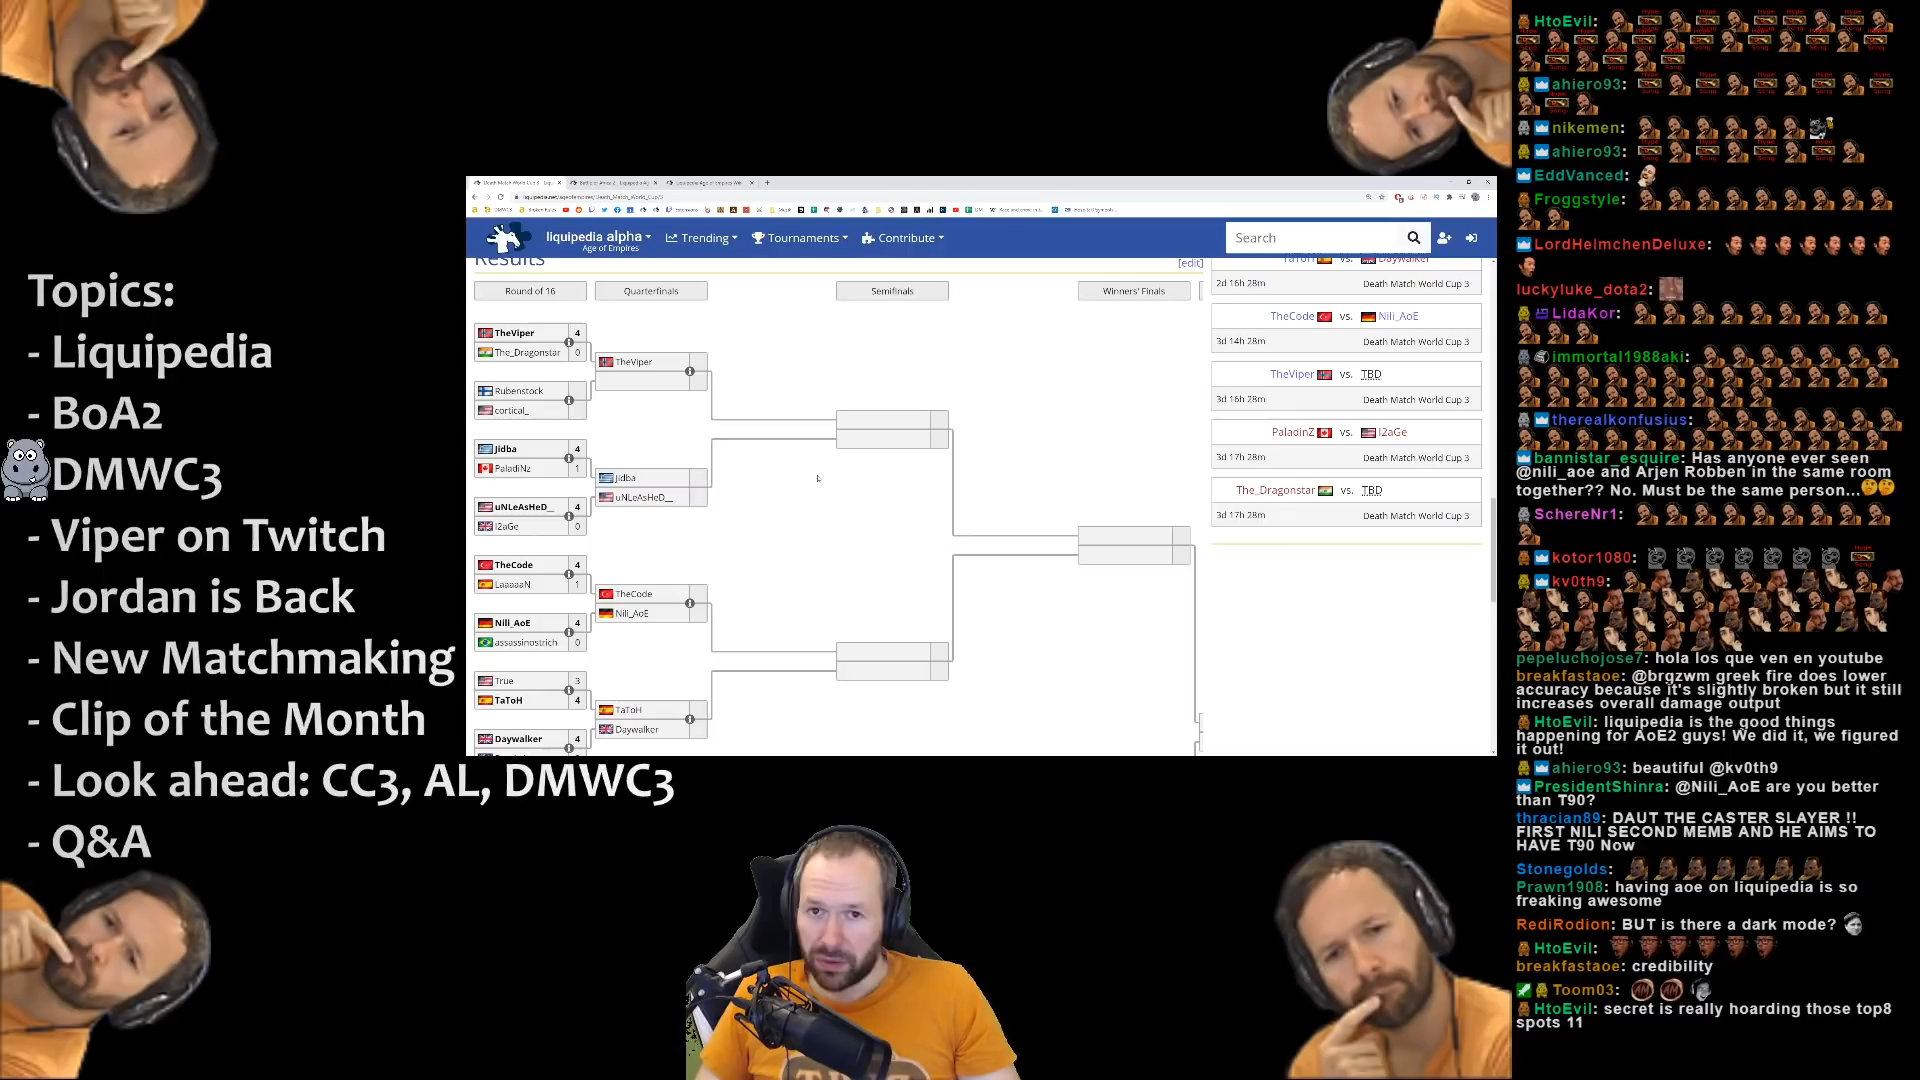 Topics:
- Liquipedia
- BoA2
DMWC3
- Viper on Twitch
- Jordan is Back
- New Matchmaking
- Clip of the Month
- Look ahead: CC3, AL, DMWC3
- Q&A
liquipedia alpha
Age of Empires
Trending
Tournaments
Contribute
Search
Results
[edit]
Round of 16
Quarterfinals
Semifinals
Winners' Finals
TheViper 4
The_Dragonstar 0
Rubenstock
cortical_
Jidba 4
PaladiNz 1
uNLeAsHeD__ 4
I2aGe 0
TheCode 4
LaaaaaN 1
Nili_AoE 4
assassinostrich 0
True 3
TaToH 4
Daywalker 4
TheViper
Jidba
uNLeAsHeD__
TheCode
Nili_AoE
TaToH
Daywalker
TaToH vs. Daywalker
2d 16h 28m Death Match World Cup 3
TheCode vs. Nili_AoE
3d 14h 28m Death Match World Cup 3
TheViper vs. TBD
3d 16h 28m Death Match World Cup 3
PaladinZ vs. I2aGe
3d 17h 28m Death Match World Cup 3
The_Dragonstar vs. TBD
3d 17h 28m Death Match World Cup 3
HtoEvil:
ahiero93:
nikemen:
ahiero93:
EddVanced:
Froggstyle:
LordHelmchenDeluxe:
luckyluke_dota2:
LidaKor:
immortal1988aki:
therealkonfusius:
bannistar_esquire: Has anyone ever seen
@nili_aoe and Arjen Robben in the same room
together?? No. Must be the same person...
SchereNr1:
kotor1080:
kv0th9:
pepeluchojose7: hola los que ven en youtube
breakfastaoe: @brgzwm greek fire does lower
accuracy because it's slightly broken but it still
increases overall damage output
HtoEvil: liquipedia is the good things
happening for AoE2 guys! We did it, we figured
it out!
ahiero93: beautiful @kv0th9
PresidentShinra: @Nili_AoE are you better
than T90?
thracian89: DAUT THE CASTER SLAYER !!
FIRST NILI SECOND MEMB AND HE AIMS TO
HAVE T90 Now
Stonegolds:
Prawn1908: having aoe on liquipedia is so
freaking awesome
RediRodion: BUT is there a dark mode?
HtoEvil:
breakfastaoe: credibility
Toom03:
HtoEvil: secret is really hoarding those top8
spots 11